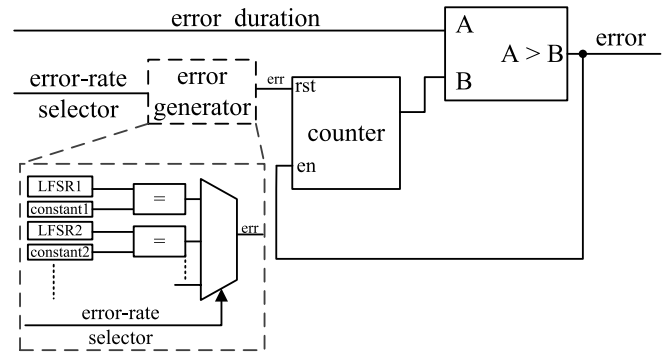 error duration
A
A > B
error
B
error-rate
selector
error
generator
err
rst
counter
en
LFSR1
constant1
LFSR2
constant2
=
=
err
error-rate
selector